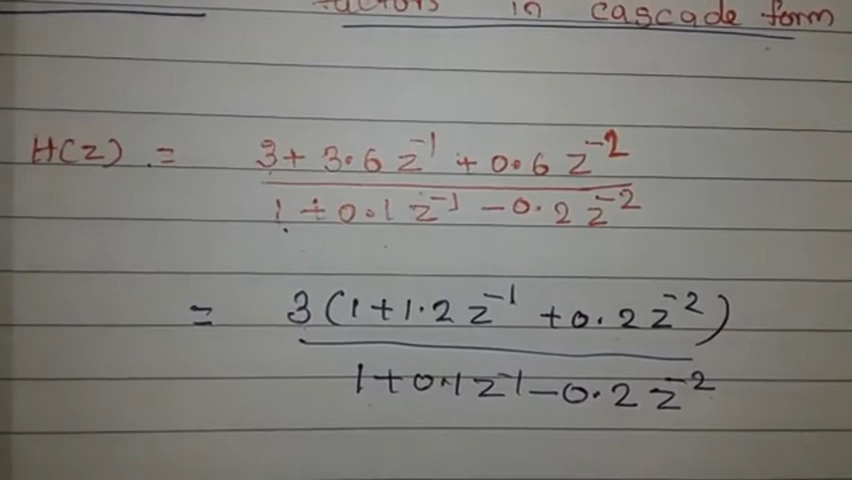 factors in cascade form
H(z) = 3 + 3.6 z⁻¹ + 0.6 z⁻²
1 + 0.1 z⁻¹ - 0.2 z⁻²
= 3(1 + 1.2 z⁻¹ + 0.2 z⁻²)
1 + 0.1 z⁻¹ - 0.2 z⁻²